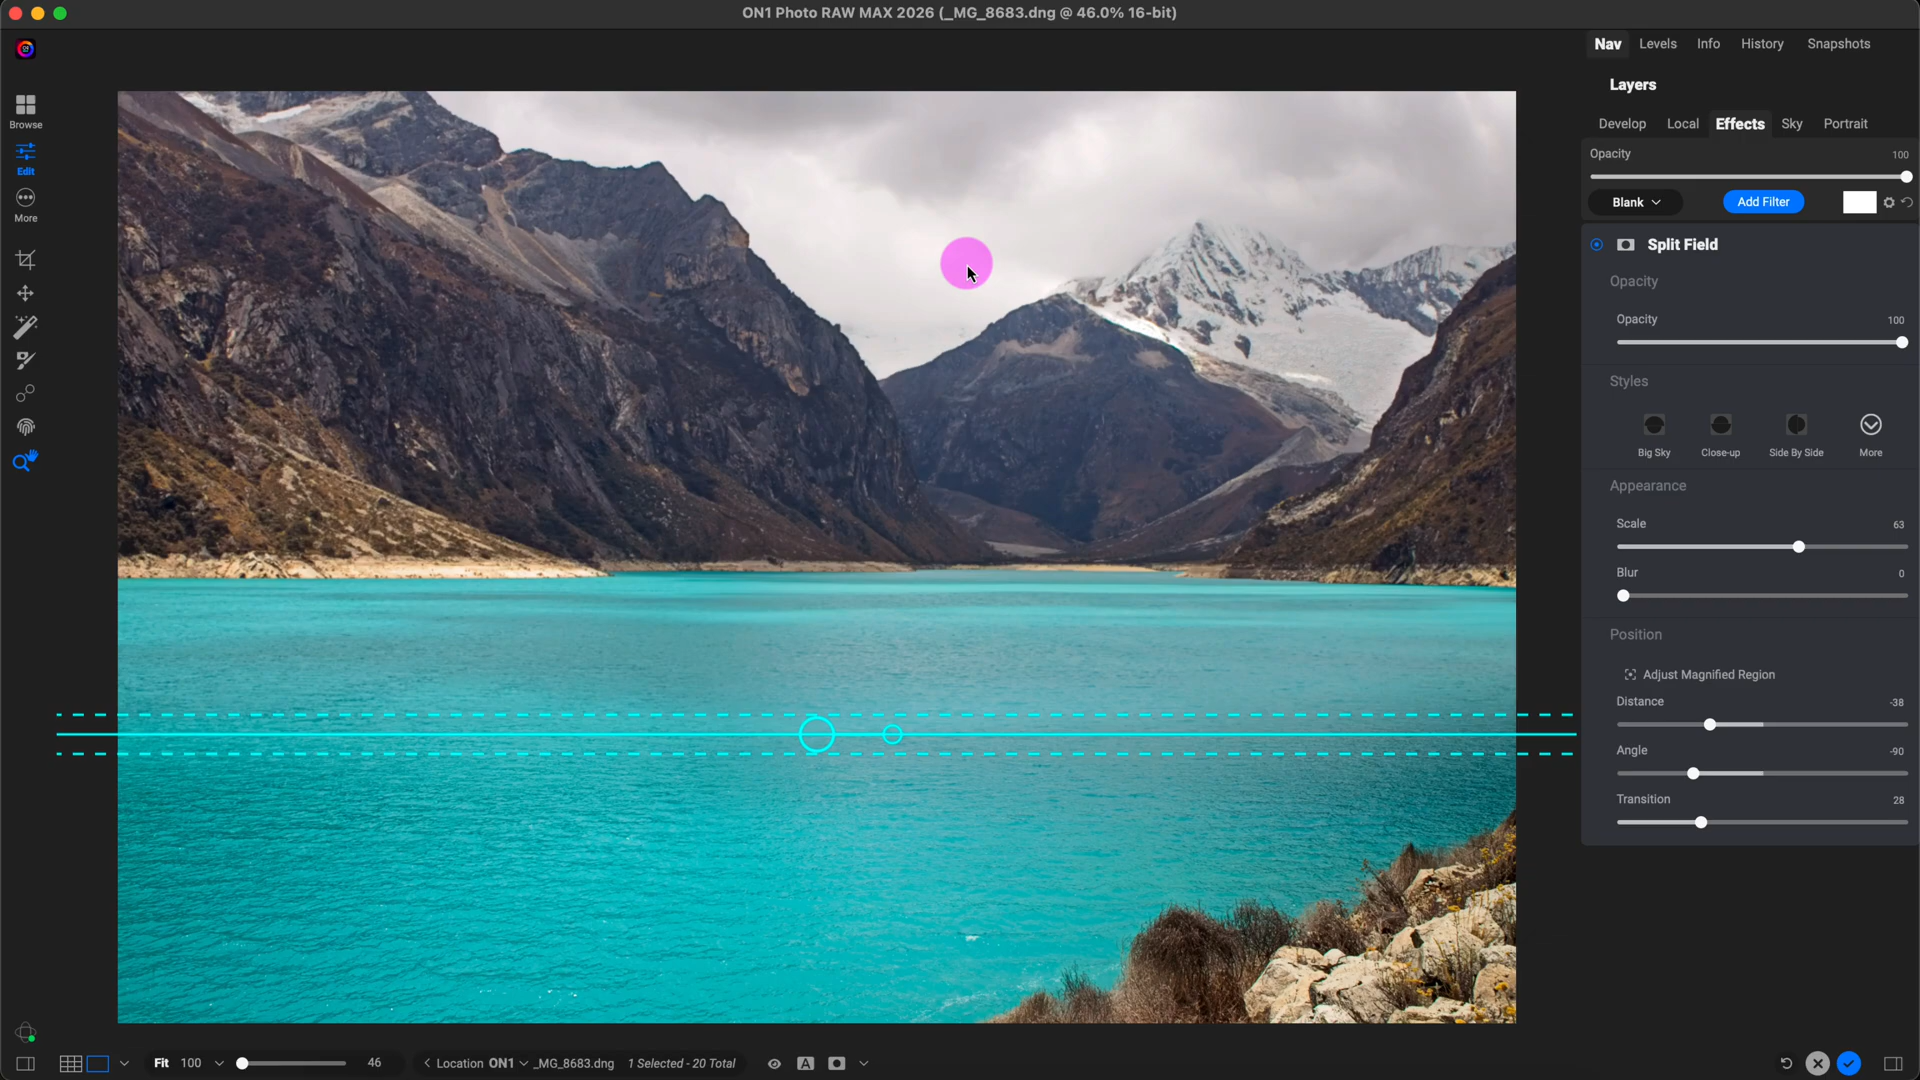 ON1 Photo RAW MAX 2026 (_MG_8683.dng @ 46.0% 16-bit)
Nav Levels Info History Snapshots
Layers
Browse
Develop Local Effects Sky Portrait
Opacity 100
Edit
Blank Add Filter
More
Split Field
Opacity
Opacity 100
Styles
Big Sky Close-up Side By Side More
Appearance
Scale 63
Blur 0
Position
Adjust Magnified Region
Distance -38
Angle -90
Transition 28
Fit 100 46 Location ON1 _MG_8683.dng 1 Selected - 20 Total A